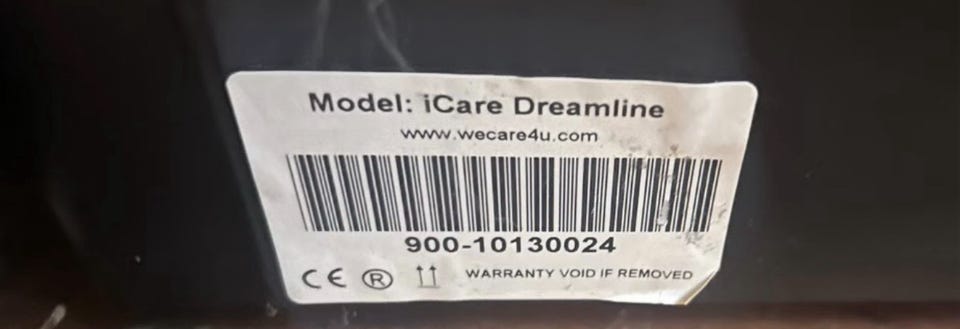 Model: iCare Dreamline
www.wecare4u.com
900-10130024
CE ® WARRANTY VOID IF REMOVED